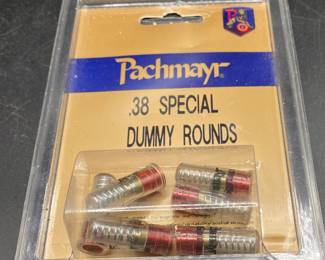 Pachmayr
.38 SPECIAL
DUMMY ROUNDS